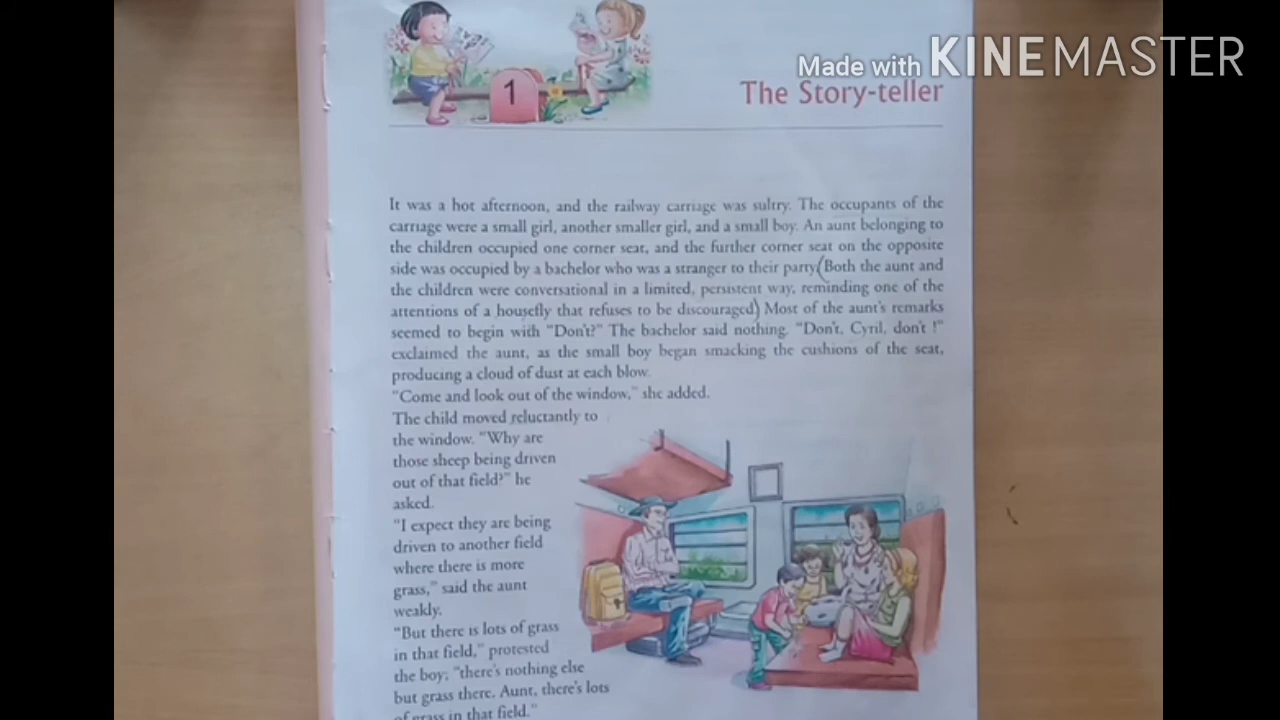 Made with KINEMASTER
1
The Story-teller
It was a hot afternoon, and the railway carriage was sultry. The occupants of the
carriage were a small girl, another smaller girl, and a small boy. An aunt belonging to
the children occupied one corner seat, and the further corner seat on the opposite
side was occupied by a bachelor who was a stranger to their party(Both the aunt and
the children were conversational in a limited, persistent way, reminding one of the
attentions of a housefly that refuses to be discouraged) Most of the aunt's remarks
seemed to begin with "Don't?" The bachelor said nothing. "Don't, Cyril, don't !"
exclaimed the aunt, as the small boy began smacking the cushions of the seat,
producing a cloud of dust at each blow.
"Come and look out of the window," she added.
The child moved reluctantly to
the window. "Why are
those sheep being driven
out of that field?" he
asked.
"I expect they are being
driven to another field
where there is more
grass," said the aunt
weakly.
"But there is lots of grass
in that field," protested
the boy; "there's nothing else
but grass there. Aunt, there's lots
of grass in that field."